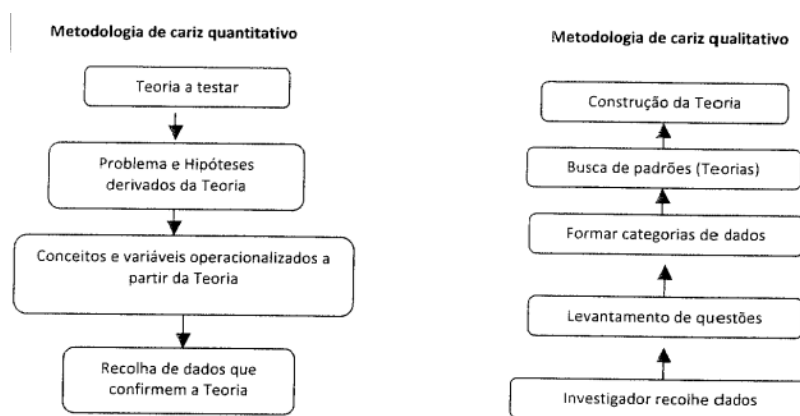 Metodologia de cariz quantitativo
Teoria a testar
Problema e Hipóteses
derivados da Teoria
Conceitos e variáveis operacionalizados a
partir da Teoria
Recolha de dados que
confirmem a Teoria
Metodologia de cariz qualitativo
Construção da Teoria
Busca de padrões (Teorias)
Formar categorias de dados
Levantamento de questões
Investigador recolhe dados